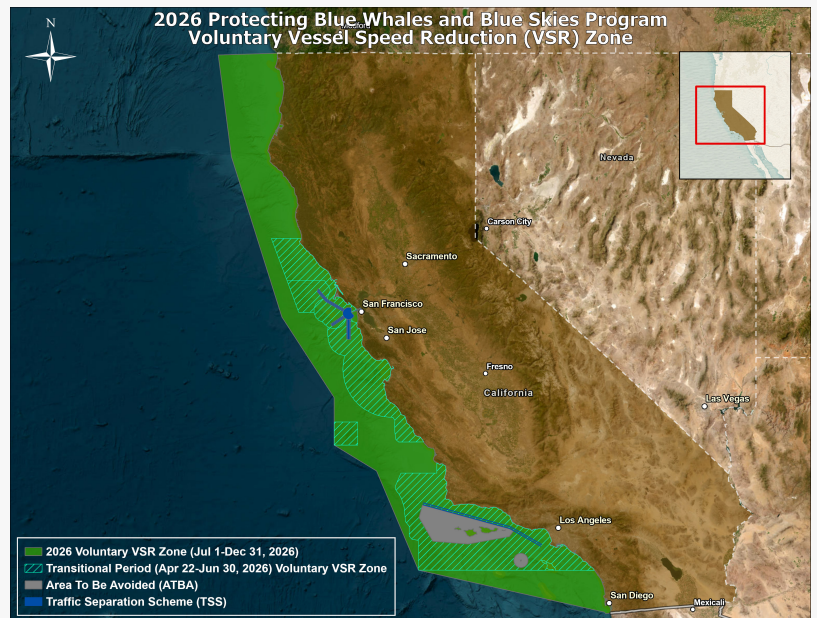 2026 Protecting Blue Whales and Blue Skies Program
Voluntary Vessel Speed Reduction (VSR) Zone
N
Nevada
Carson City
Sacramento
San Francisco
San Jose
Fresno
California
Las Vegas
Los Angeles
San Diego
Mexicali
2026 Voluntary VSR Zone (Jul 1-Dec 31, 2026)
Transitional Period (Apr 22-Jun 30, 2026) Voluntary VSR Zone
Area To Be Avoided (ATBA)
Traffic Separation Scheme (TSS)